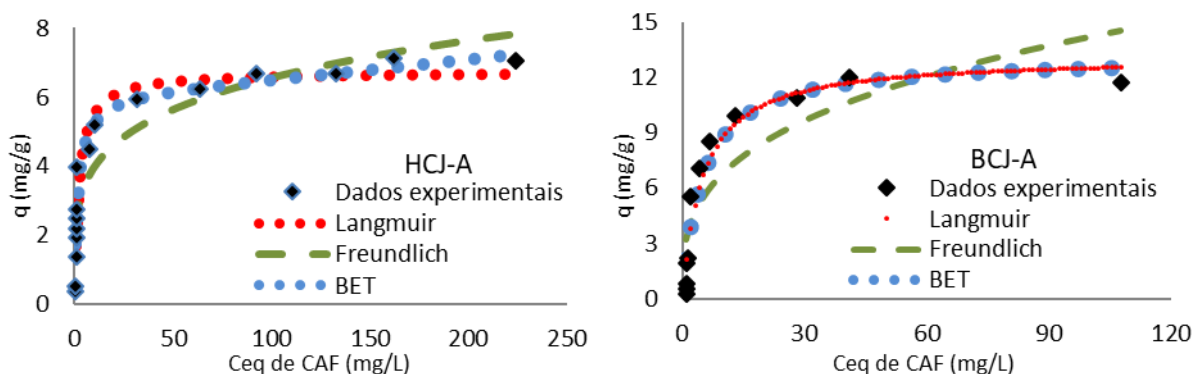 8
6
4
2
0
q (mg/g)
HCJ-A
Dados experimentais
Langmuir
Freundlich
BET
0 50 100 150 200 250
Ceq de CAF (mg/L)
15
12
9
6
3
0
q (mg/g)
BCJ-A
Dados experimentais
Langmuir
Freundlich
BET
0 30 60 90 120
Ceq de CAF (mg/L)